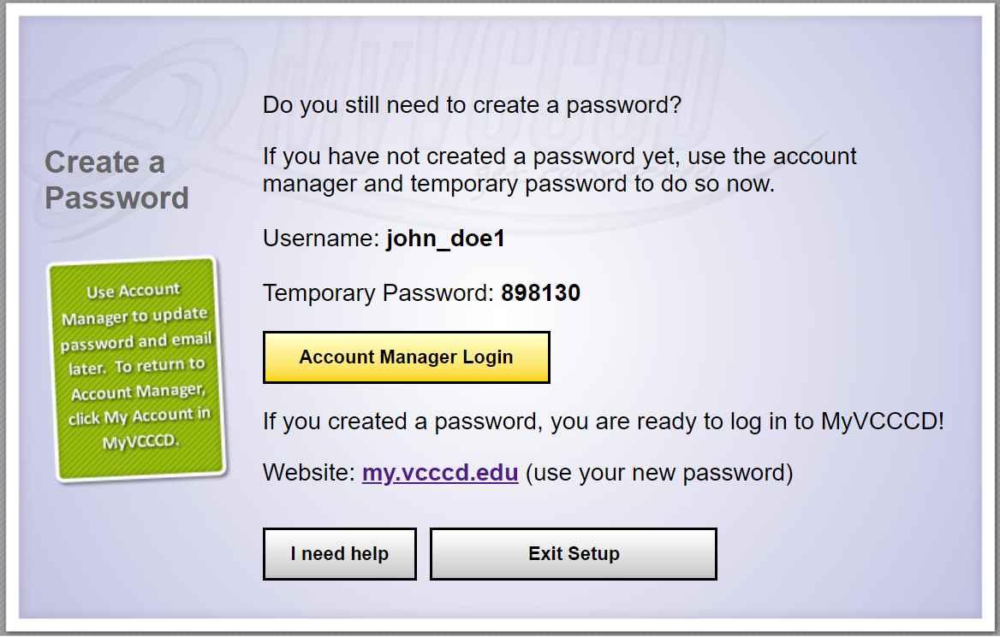 MyVCCCD
get connected
Do you still need to create a password?
Create a
Password
If you have not created a password yet, use the account
manager and temporary password to do so now.
Username: john_doe1
Temporary Password: 898130
Use Account
Manager to update
password and email
later. To return to
Account Manager,
click My Account in
MyVCCCD.
Account Manager Login
If you created a password, you are ready to log in to MyVCCCD!
Website: my.vcccd.edu (use your new password)
I need help
Exit Setup